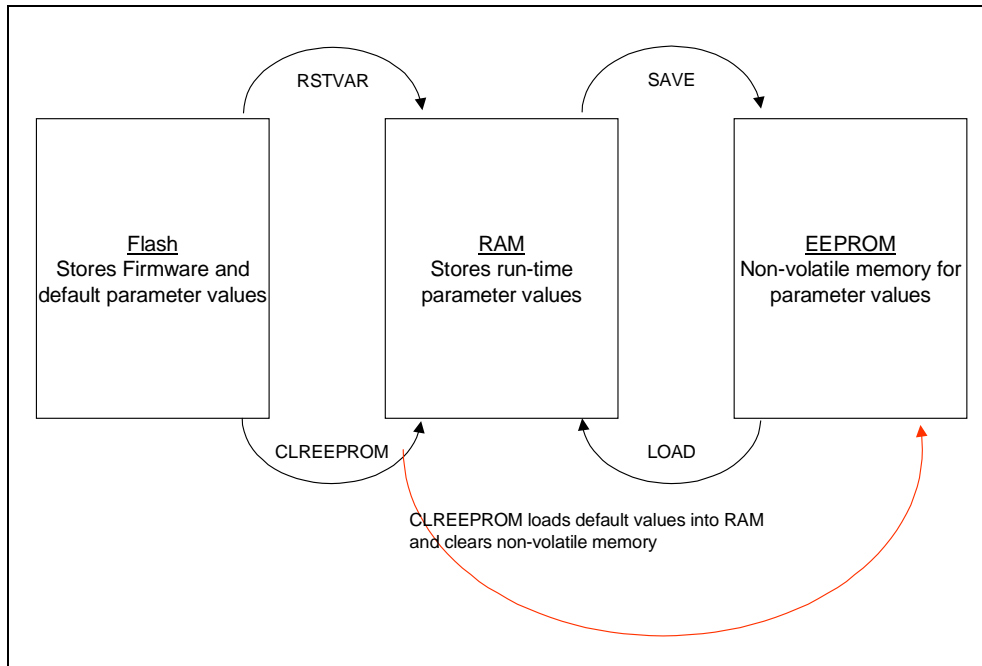 RSTVAR
SAVE
Flash
Stores Firmware and
default parameter values
RAM
Stores run-time
parameter values
EEPROM
Non-volatile memory for
parameter values
CLREEPROM
LOAD
CLREEPROM loads default values into RAM
and clears non-volatile memory